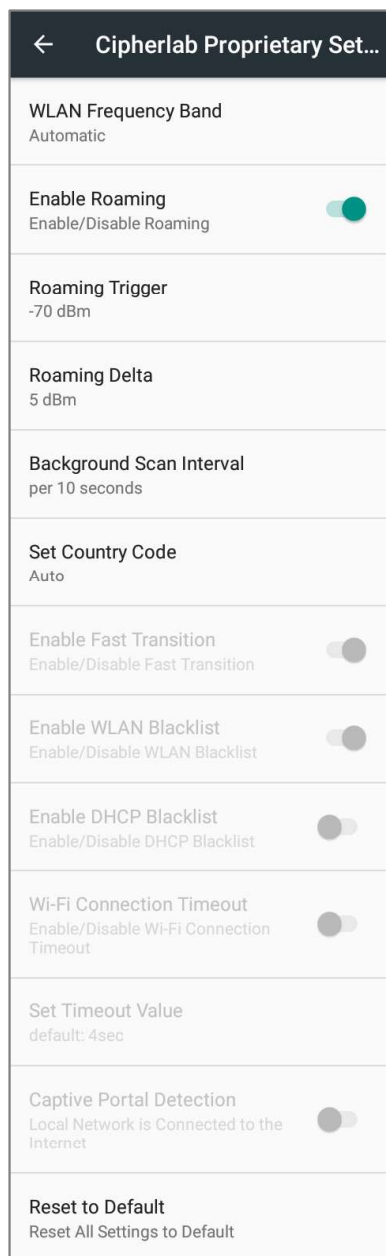 Cipherlab Proprietary Set...
WLAN Frequency Band
Automatic
Enable Roaming
Enable/Disable Roaming
Roaming Trigger
-70 dBm
Roaming Delta
5 dBm
Background Scan Interval
per 10 seconds
Set Country Code
Auto
Enable Fast Transition
Enable/Disable Fast Transition
Enable WLAN Blacklist
Enable/Disable WLAN Blacklist
Enable DHCP Blacklist
Enable/Disable DHCP Blacklist
Wi-Fi Connection Timeout
Enable/Disable Wi-Fi Connection
Timeout
Set Timeout Value
default: 4sec
Captive Portal Detection
Local Network is Connected to the
Internet
Reset to Default
Reset All Settings to Default